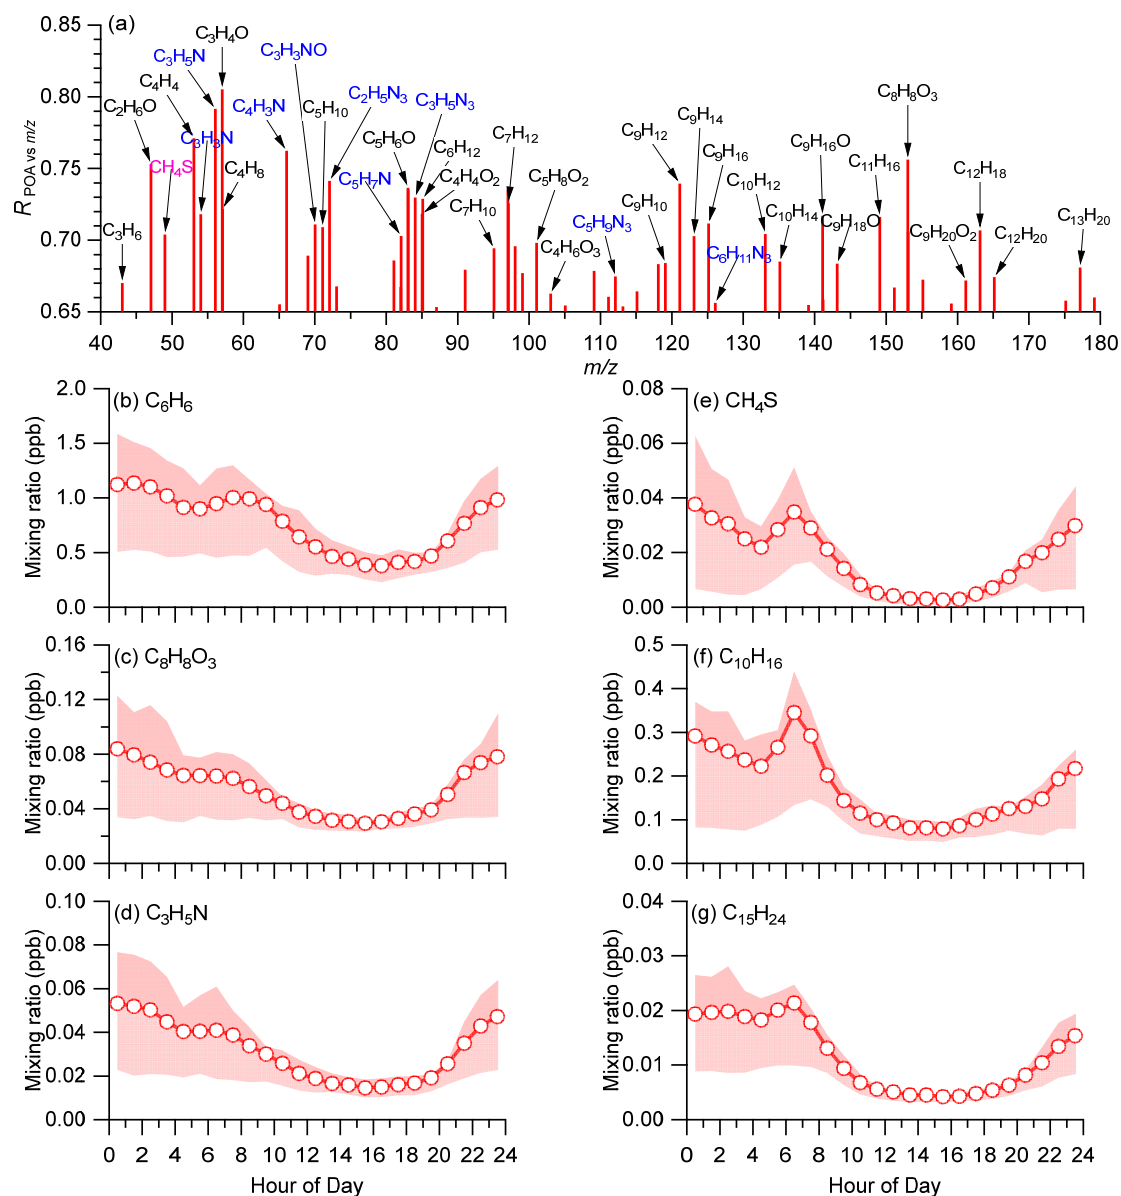 (a)
R POA vs m/z
0.85
0.80
0.75
0.70
0.65
C3H4O
C3H5N
C3H3NO
C4H4
C2H6O
C4H3N
C5H10
C2H5N3
C3H5N3
C3H3N
CH4S
C4H8
C5H6O
C6H12
C4H4O2
C5H7N
C7H12
C3H6
C7H10
C5H8O2
C4H6O3
C5H9N3
C9H12
C9H14
C9H16
C9H10
C10H12
C6H11N3
C10H14
C9H16O
C9H18O
C11H16
C8H8O3
C12H18
C9H20O2
C12H20
C13H20
40 50 60 70 80 90 100 110 120 130 140 150 160 170 180
m/z
(b) C6H6
Mixing ratio (ppb)
2.0
1.5
1.0
0.5
0.0
(e) CH4S
Mixing ratio (ppb)
0.08
0.06
0.04
0.02
0.00
(c) C8H8O3
Mixing ratio (ppb)
0.16
0.12
0.08
0.04
0.00
(f) C10H16
Mixing ratio (ppb)
0.5
0.4
0.3
0.2
0.1
0.0
(d) C3H5N
Mixing ratio (ppb)
0.10
0.08
0.06
0.04
0.02
0.00
0 2 4 6 8 10 12 14 16 18 20 22 24
Hour of Day
(g) C15H24
Mixing ratio (ppb)
0.04
0.03
0.02
0.01
0.00
0 2 4 6 8 10 12 14 16 18 20 22 24
Hour of Day